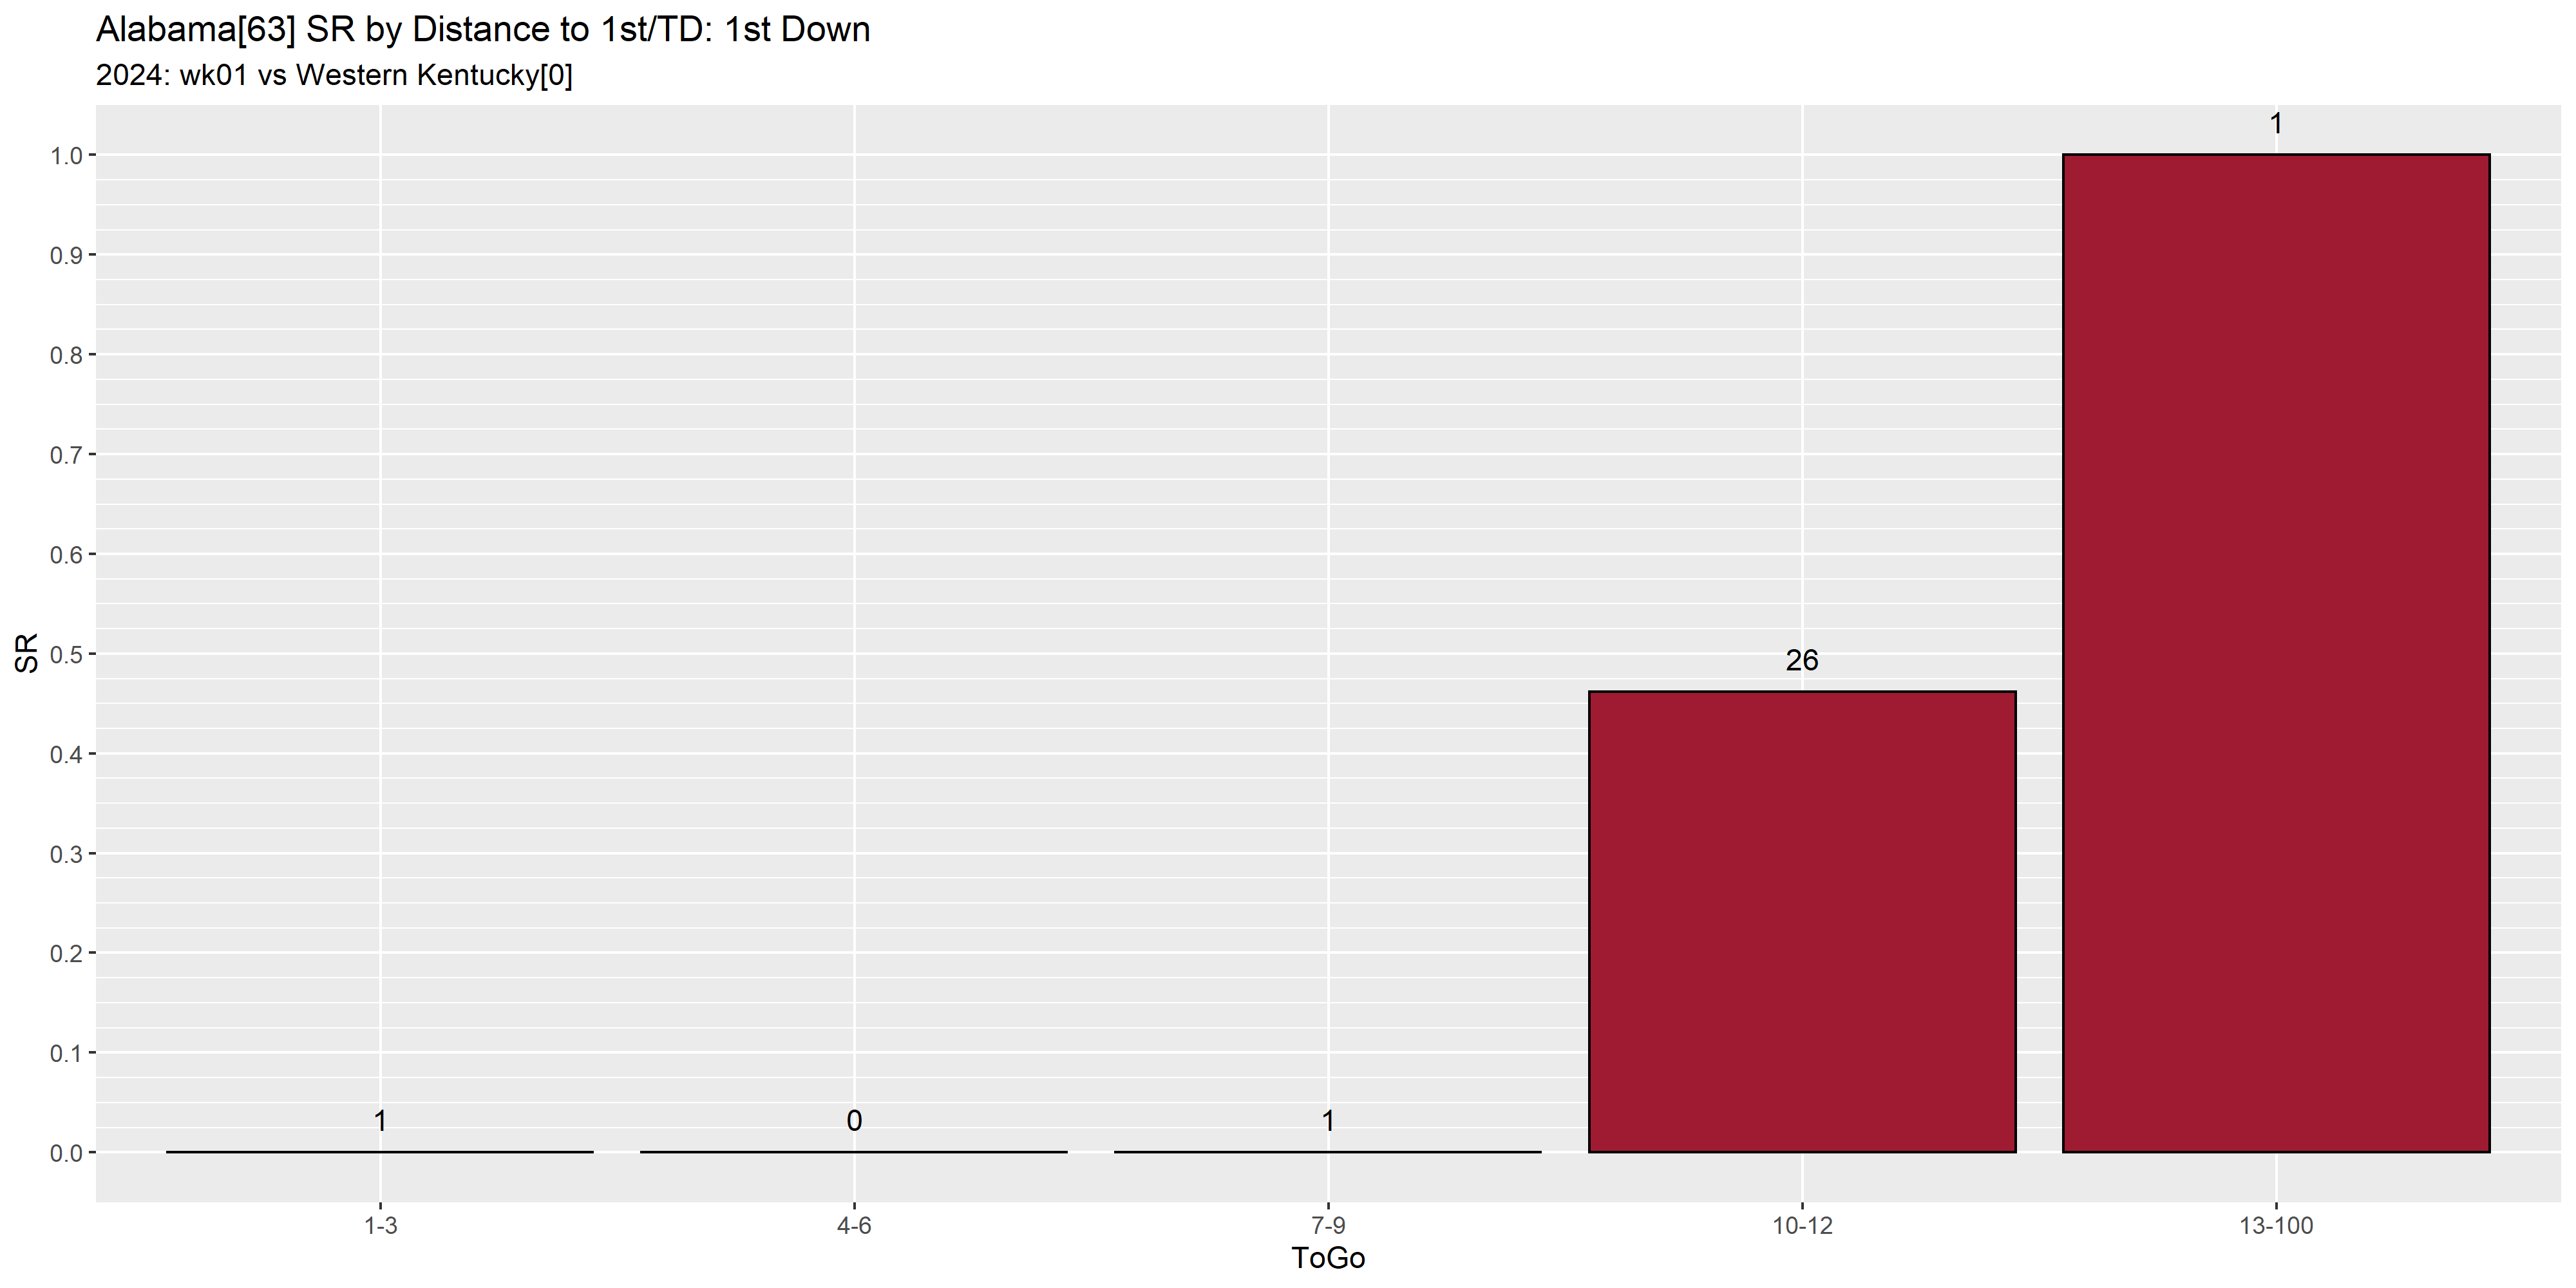 Alabama[63] SR by Distance to 1st/TD: 1st Down
2024: wk01 vs Western Kentucky[0]
1
1.0
0.9
0.8
0.7
0.6
26
SR
0.5
0.4
0.3
0.2
0.1
1 0 1
0.0
1-3 4-6 7-9 10-12 13-100
ToGo